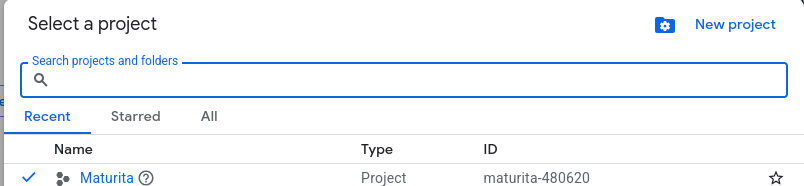 Select a project
New project
Search projects and folders
Recent Starred All
Name Type ID
Maturita Project maturita-480620